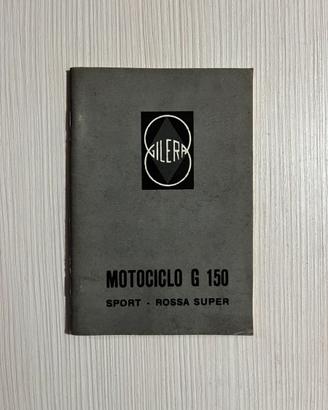 GILERA
MOTOCICLO G 150
SPORT - ROSSA SUPER